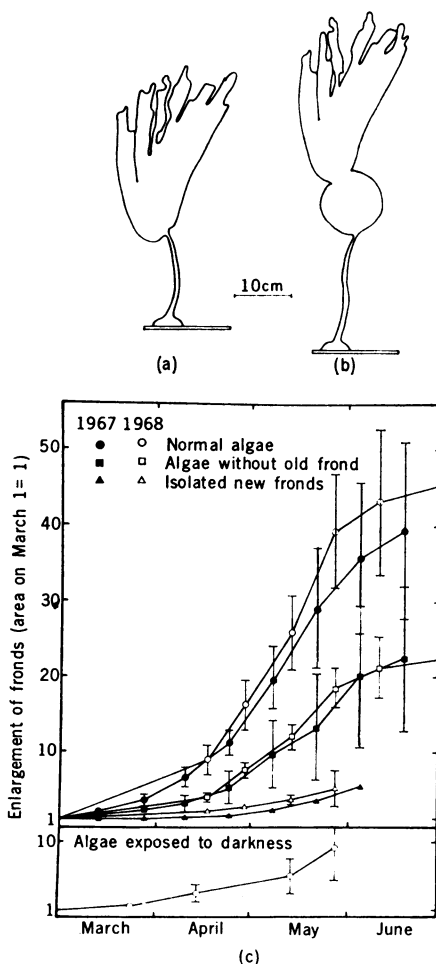 10cm
(a) (b)
Enlargement of fronds (area on March 1 = 1)
50
40
30
20
10
1
1967 1968
Normal algae
Algae without old frond
Isolated new fronds
10
1
Algae exposed to darkness
March April May June
(c)